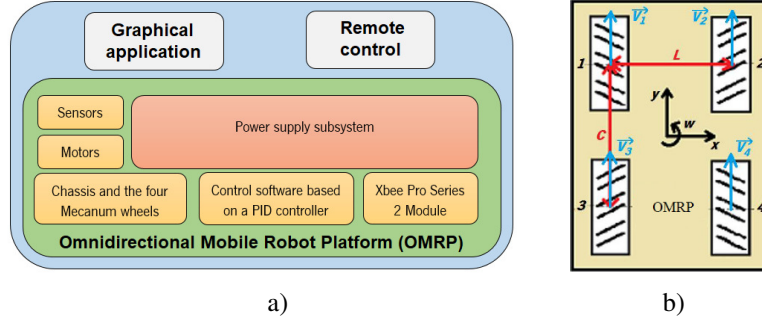 Graphical
application
Remote
control
Sensors
Motors
Power supply subsystem
Chassis and the four
Mecanum wheels
Control software based
on a PID controller
Xbee Pro Series
2 Module
Omnidirectional Mobile Robot Platform (OMRP)
a)
V₁
V₂
1
L
2
y
w
x
C
V₃
V₄
3
OMRP
4
b)